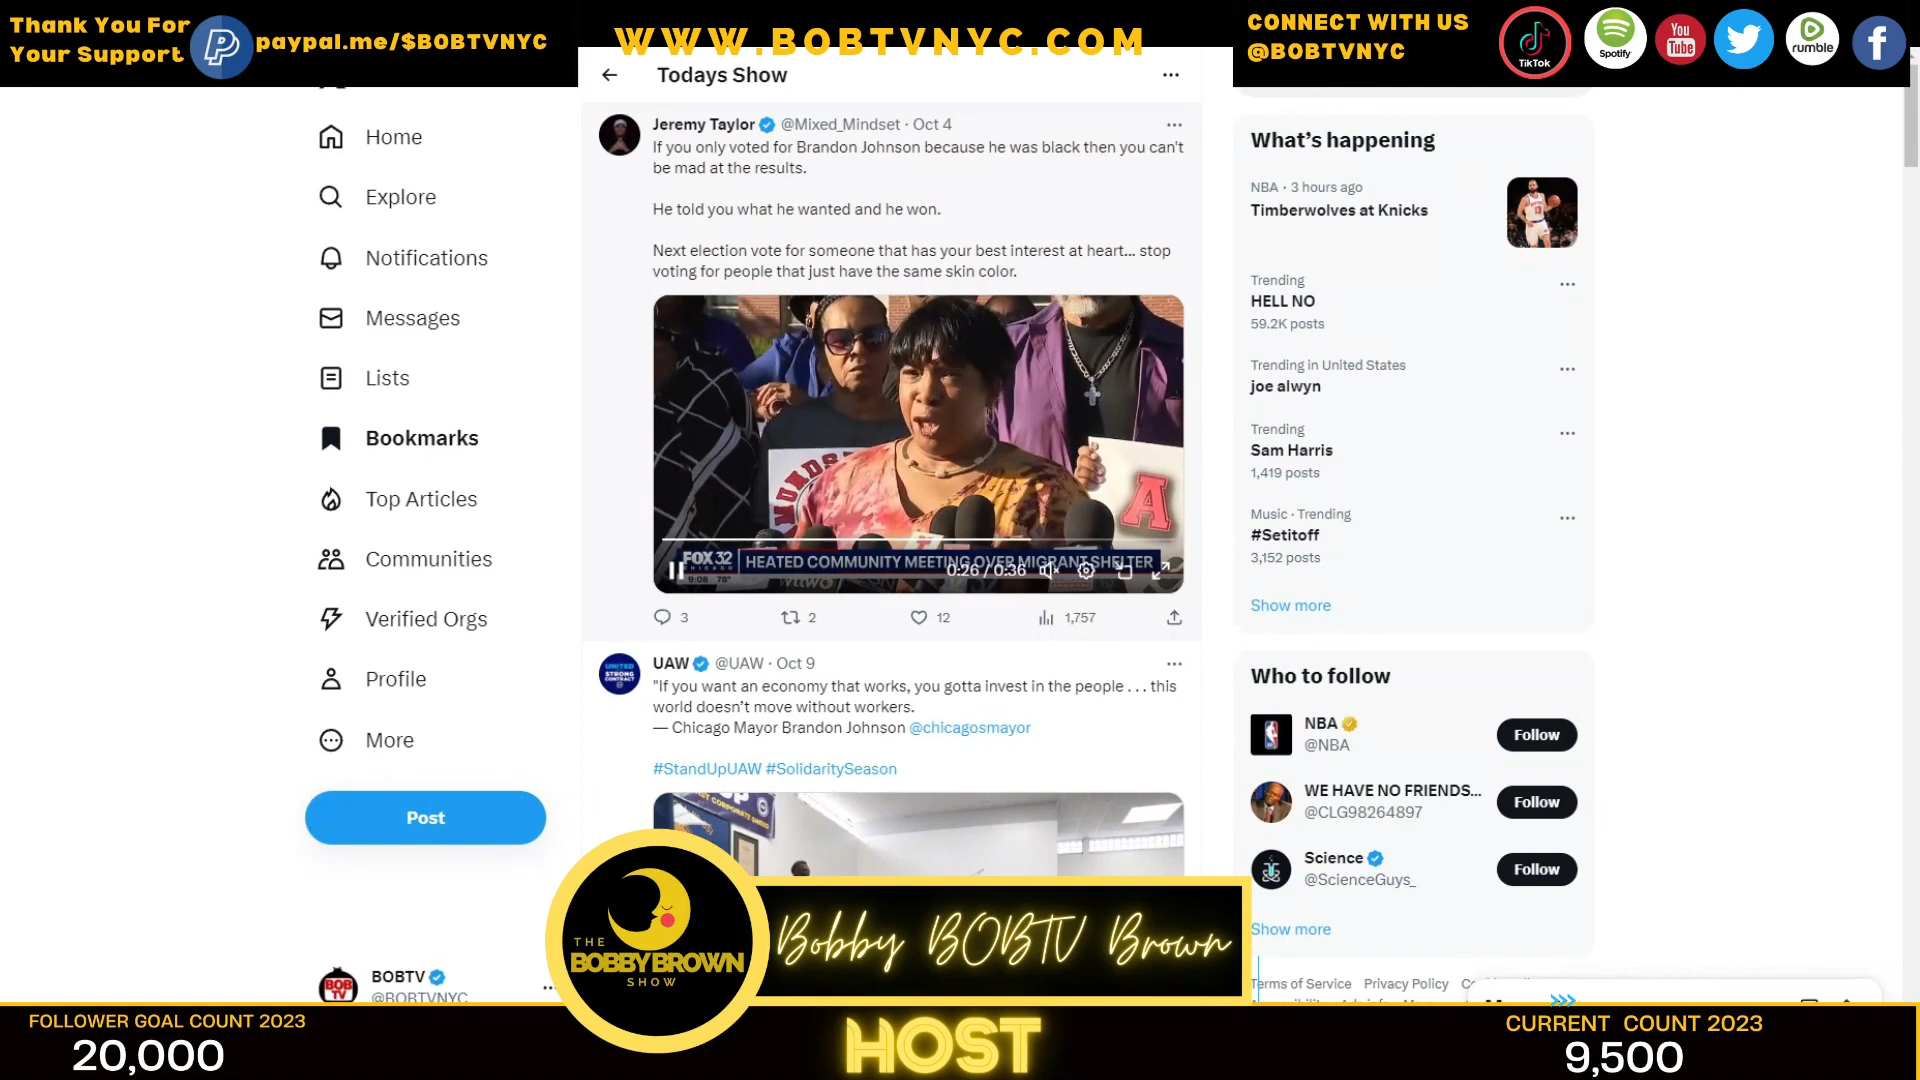 Thank You For
Your Support
paypal.me/$BOBTVNYC
WWW.BOBTVNYC.COM
CONNECT WITH US
@BOBTVNYC
TikTok
Spotify
You
Tube
rumble
Todays Show
Home
Explore
Notifications
Messages
Lists
Bookmarks
Top Articles
Communities
Verified Orgs
Profile
More
Post
BOBTV
@BOBTVNYC
BOB
TV
Jeremy Taylor @Mixed_Mindset · Oct 4
If you only voted for Brandon Johnson because he was black then you can't
be mad at the results.
He told you what he wanted and he won.
Next election vote for someone that has your best interest at heart... stop
voting for people that just have the same skin color.
A
FOX 32
CHICAGO
9:08 78°
HEATED COMMUNITY MEETING OVER MIGRANT SHELTER
0:26 / 0:36
3
2
12
1,757
UAW @UAW · Oct 9
UNITED
STRONG
CONTRACT
"If you want an economy that works, you gotta invest in the people . . . this
world doesn't move without workers.
— Chicago Mayor Brandon Johnson @chicagosmayor
#StandUpUAW #SolidaritySeason
What's happening
NBA · 3 hours ago
Timberwolves at Knicks
Trending
HELL NO
59.2K posts
Trending in United States
joe alwyn
Trending
Sam Harris
1,419 posts
Music · Trending
#Setitoff
3,152 posts
Show more
Who to follow
NBA
@NBA
Follow
WE HAVE NO FRIENDS...
@CLG98264897
Follow
Science
@ScienceGuys_
Follow
Show more
Terms of Service Privacy Policy
THE
BOBBY BROWN
SHOW
Bobby BOBTV Brown
HOST
FOLLOWER GOAL COUNT 2023
20,000
CURRENT COUNT 2023
9,500